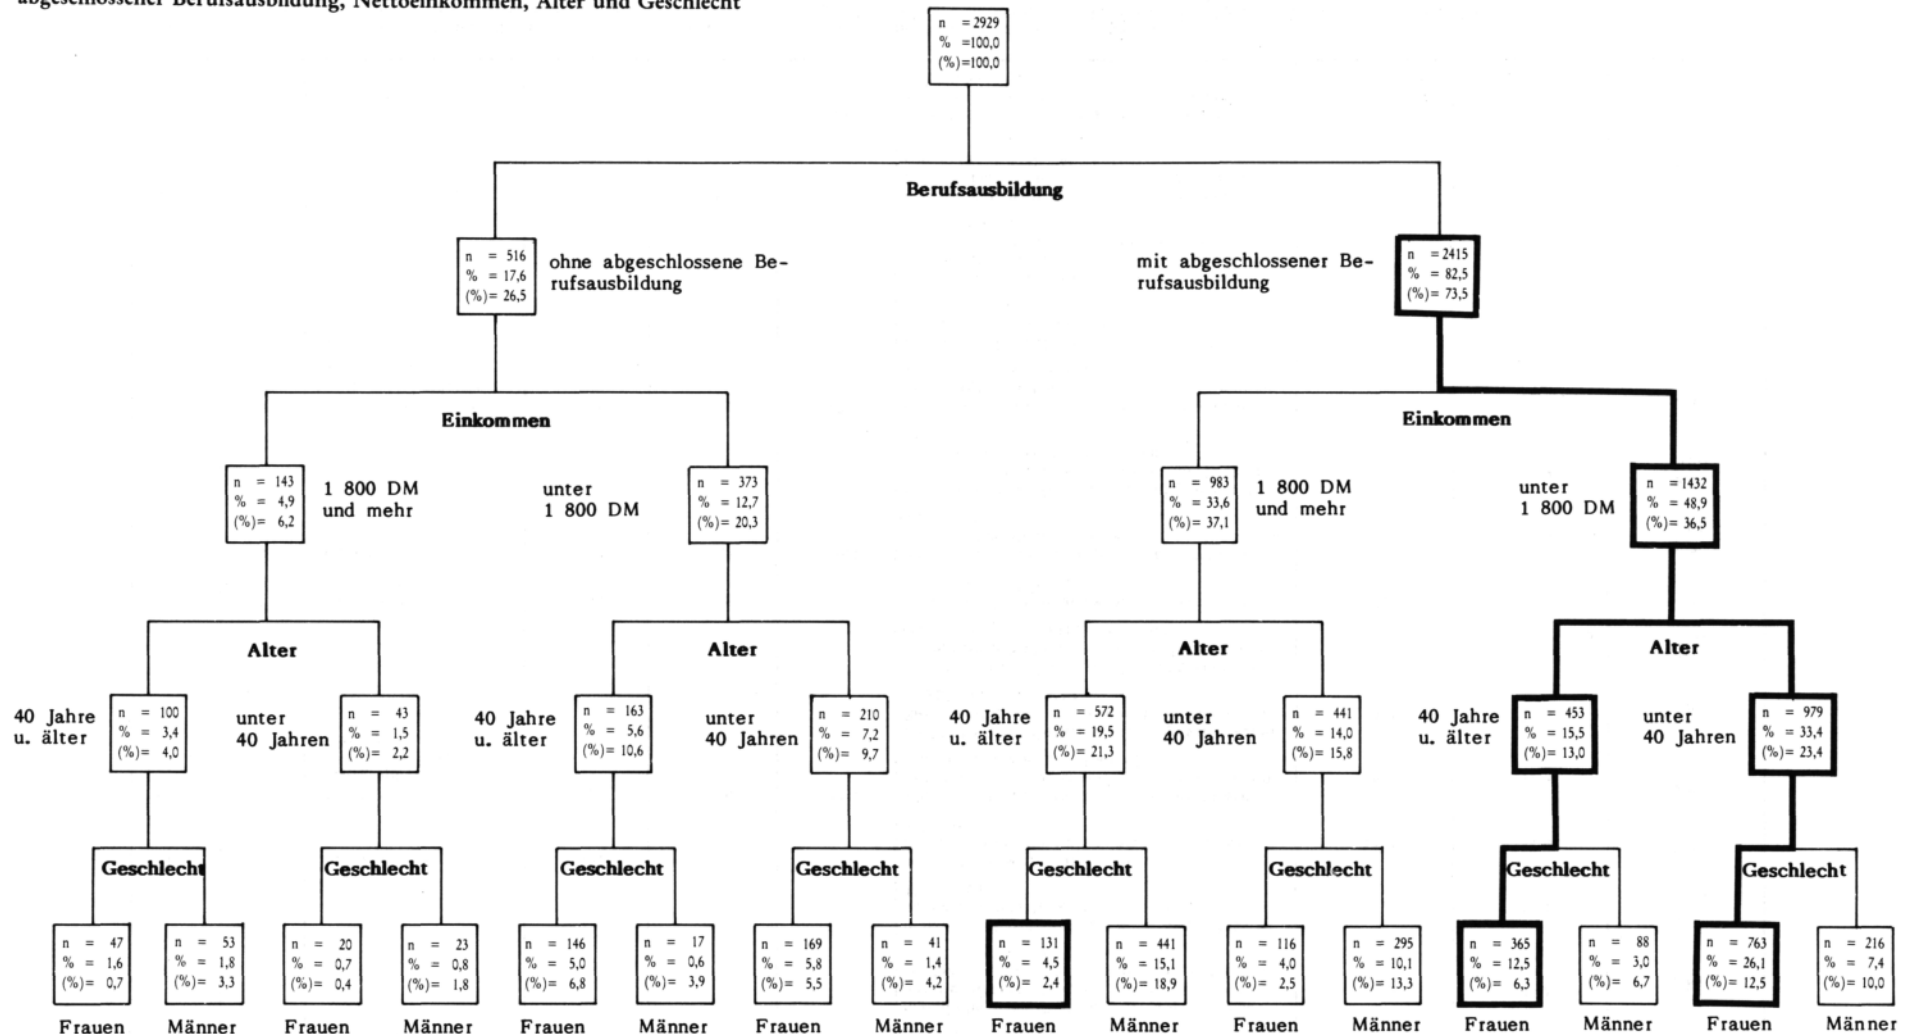 abgeschlossener Berufsausbildung, Nettoeinkommen, Alter und Geschlecht
n = 2929
% =100,0
(%)=100,0
Berufsausbildung
n = 516
% = 17,6
(%)= 26,5
ohne abgeschlossene Be-
rufsausbildung
mit abgeschlossener Be-
rufsausbildung
n = 2415
% = 82,5
(%)= 73,5
Einkommen
Einkommen
n = 143
% = 4,9
(%)= 6,2
1 800 DM
und mehr
unter
1 800 DM
n = 373
% = 12,7
(%)= 20,3
n = 983
% = 33,6
(%)= 37,1
1 800 DM
und mehr
unter
1 800 DM
n = 1432
% = 48,9
(%)= 36,5
Alter
Alter
Alter
Alter
40 Jahre
u. älter
n = 100
% = 3,4
(%)= 4,0
unter
40 Jahren
n = 43
% = 1,5
(%)= 2,2
40 Jahre
u. älter
n = 163
% = 5,6
(%)= 10,6
unter
40 Jahren
n = 210
% = 7,2
(%)= 9,7
40 Jahre
u. älter
n = 572
% = 19,5
(%)= 21,3
unter
40 Jahren
n = 441
% = 14,0
(%)= 15,8
40 Jahre
u. älter
n = 453
% = 15,5
(%)= 13,0
unter
40 Jahren
n = 979
% = 33,4
(%)= 23,4
Geschlecht
Geschlecht
Geschlecht
Geschlecht
Geschlecht
Geschlecht
Geschlecht
Geschlecht
n = 47
% = 1,6
(%)= 0,7
n = 53
% = 1,8
(%)= 3,3
n = 20
% = 0,7
(%)= 0,4
n = 23
% = 0,8
(%)= 1,8
n = 146
% = 5,0
(%)= 6,8
n = 17
% = 0,6
(%)= 3,9
n = 169
% = 5,8
(%)= 5,5
n = 41
% = 1,4
(%)= 4,2
n = 131
% = 4,5
(%)= 2,4
n = 441
% = 15,1
(%)= 18,9
n = 116
% = 4,0
(%)= 2,5
n = 295
% = 10,1
(%)= 13,3
n = 365
% = 12,5
(%)= 6,3
n = 88
% = 3,0
(%)= 6,7
n = 763
% = 26,1
(%)= 12,5
n = 216
% = 7,4
(%)= 10,0
Frauen Männer Frauen Männer Frauen Männer Frauen Männer Frauen Männer Frauen Männer Frauen Männer Frauen Männer